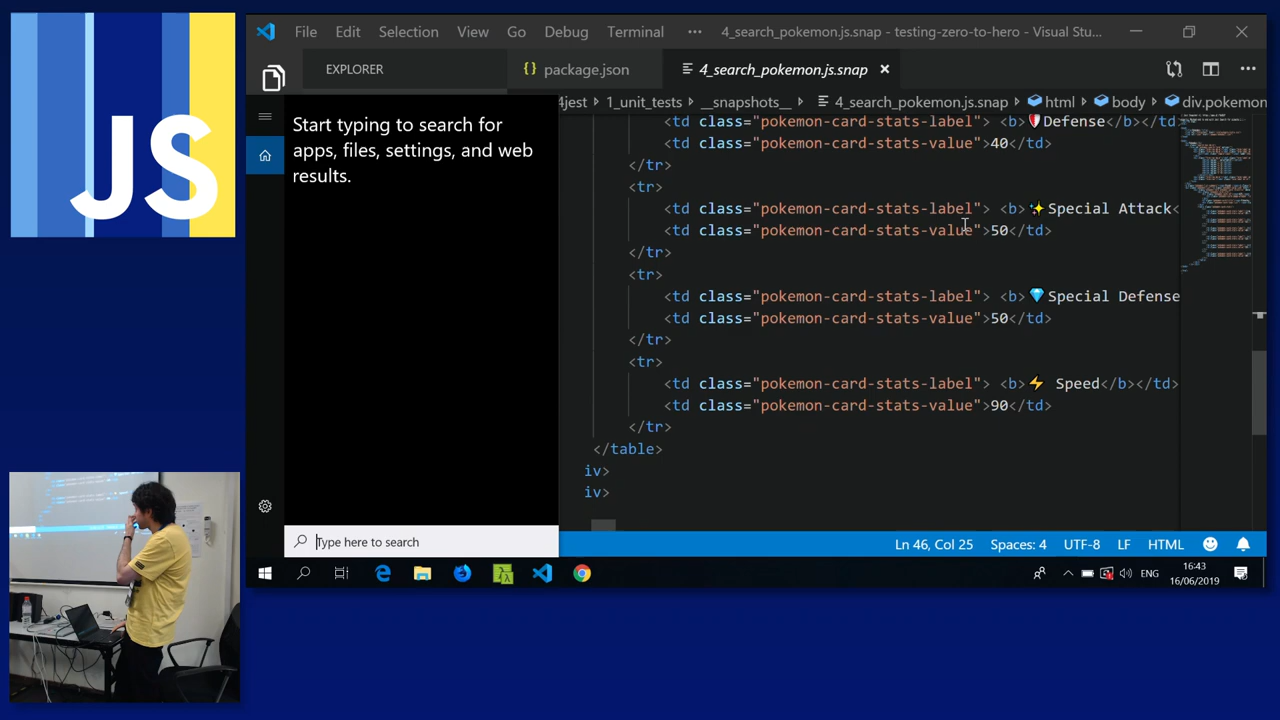 JS
File Edit Selection View Go Debug Terminal ··· 4_search_pokemon.js.snap - testing-zero-to-hero - Visual Stu...
EXPLORER
{} package.json
4_search_pokemon.js.snap
4jest 1_unit_tests __snapshots__ 4_search_pokemon.js.snap html body div.pokemon
Start typing to search for
apps, files, settings, and web
results.
<td class="pokemon-card-stats-label"> <b>🛡Defense</b></td>
<td class="pokemon-card-stats-value">40</td>
</tr>
<tr>
<td class="pokemon-card-stats-label"> <b>✨Special Attack<
<td class="pokemon-card-stats-value">50</td>
</tr>
<tr>
<td class="pokemon-card-stats-label"> <b>💎Special Defense
<td class="pokemon-card-stats-value">50</td>
</tr>
<tr>
<td class="pokemon-card-stats-label"> <b>⚡ Speed</b></td>
<td class="pokemon-card-stats-value">90</td>
</tr>
</table>
iv>
iv>
Type here to search
Ln 46, Col 25 Spaces: 4 UTF-8 LF HTML
ENG
16:43
16/06/2019